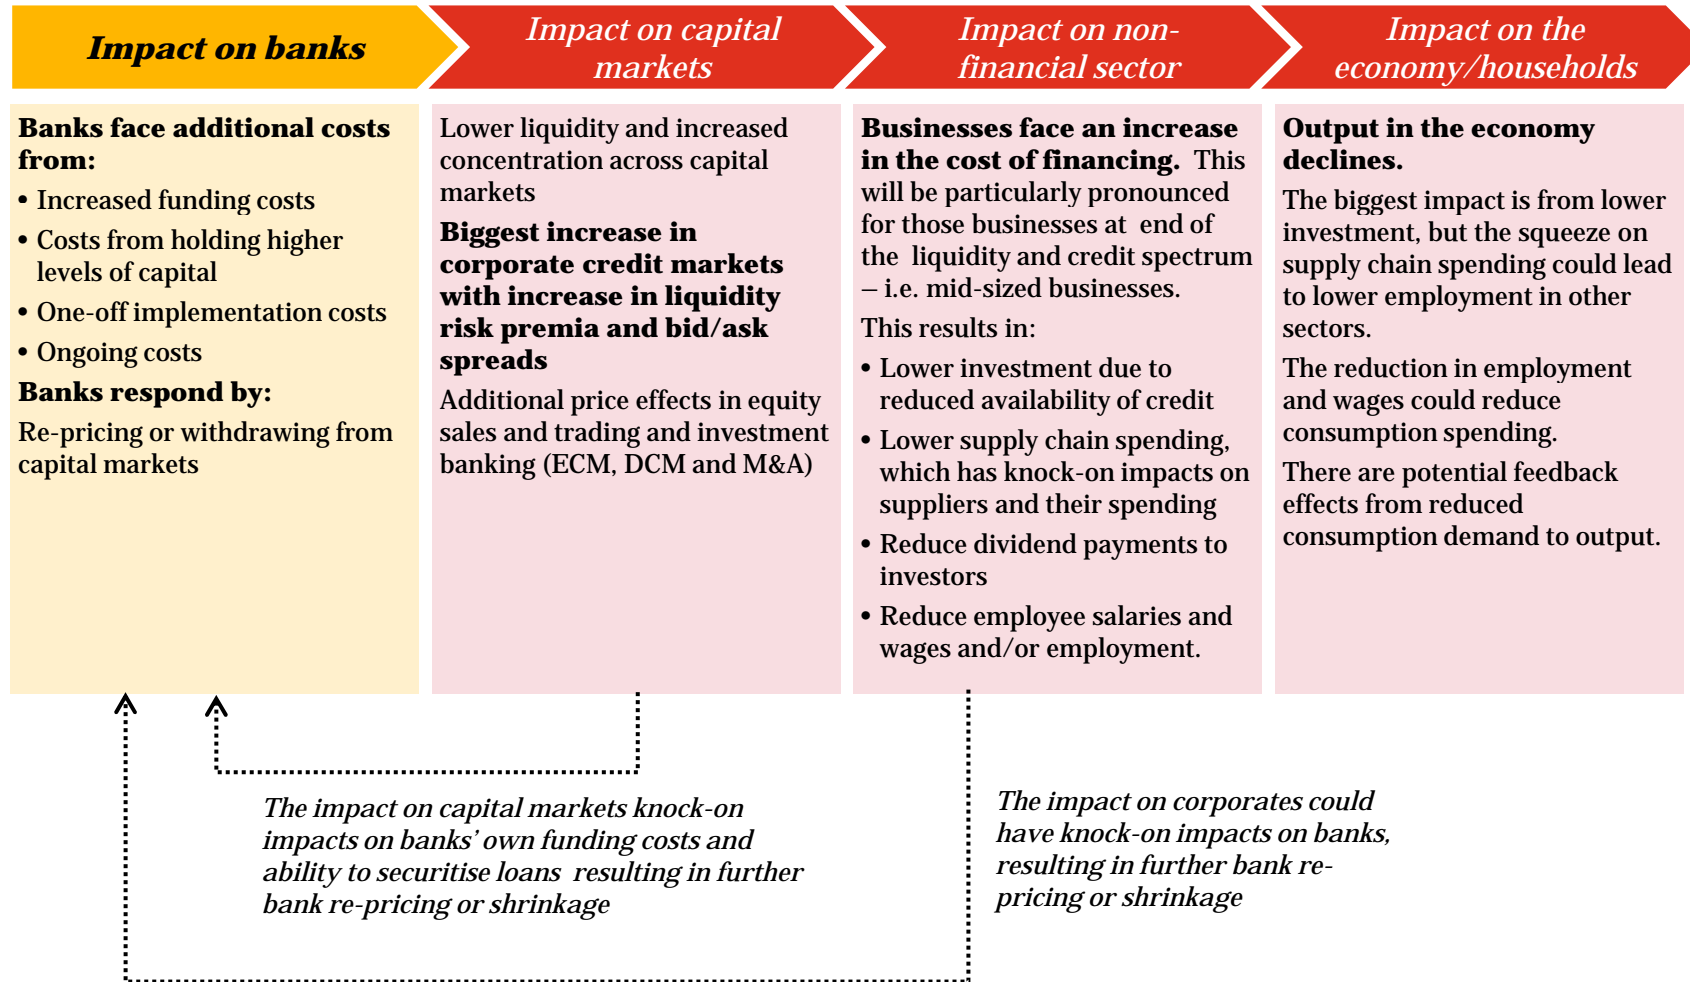 Impact on banks
Impact on capital
markets
Impact on non-
financial sector
Impact on the
economy/households
Banks face additional costs
from:
• Increased funding costs
• Costs from holding higher
levels of capital
• One-off implementation costs
• Ongoing costs
Banks respond by:
Re-pricing or withdrawing from
capital markets
Lower liquidity and increased
concentration across capital
markets
Biggest increase in
corporate credit markets
with increase in liquidity
risk premia and bid/ask
spreads
Additional price effects in equity
sales and trading and investment
banking (ECM, DCM and M&A)
Businesses face an increase
in the cost of financing. This
will be particularly pronounced
for those businesses at end of
the liquidity and credit spectrum
– i.e. mid-sized businesses.
This results in:
• Lower investment due to
reduced availability of credit
• Lower supply chain spending,
which has knock-on impacts on
suppliers and their spending
• Reduce dividend payments to
investors
• Reduce employee salaries and
wages and/or employment.
Output in the economy
declines.
The biggest impact is from lower
investment, but the squeeze on
supply chain spending could lead
to lower employment in other
sectors.
The reduction in employment
and wages could reduce
consumption spending.
There are potential feedback
effects from reduced
consumption demand to output.
The impact on capital markets knock-on
impacts on banks’ own funding costs and
ability to securitise loans resulting in further
bank re-pricing or shrinkage
The impact on corporates could
have knock-on impacts on banks,
resulting in further bank re-
pricing or shrinkage